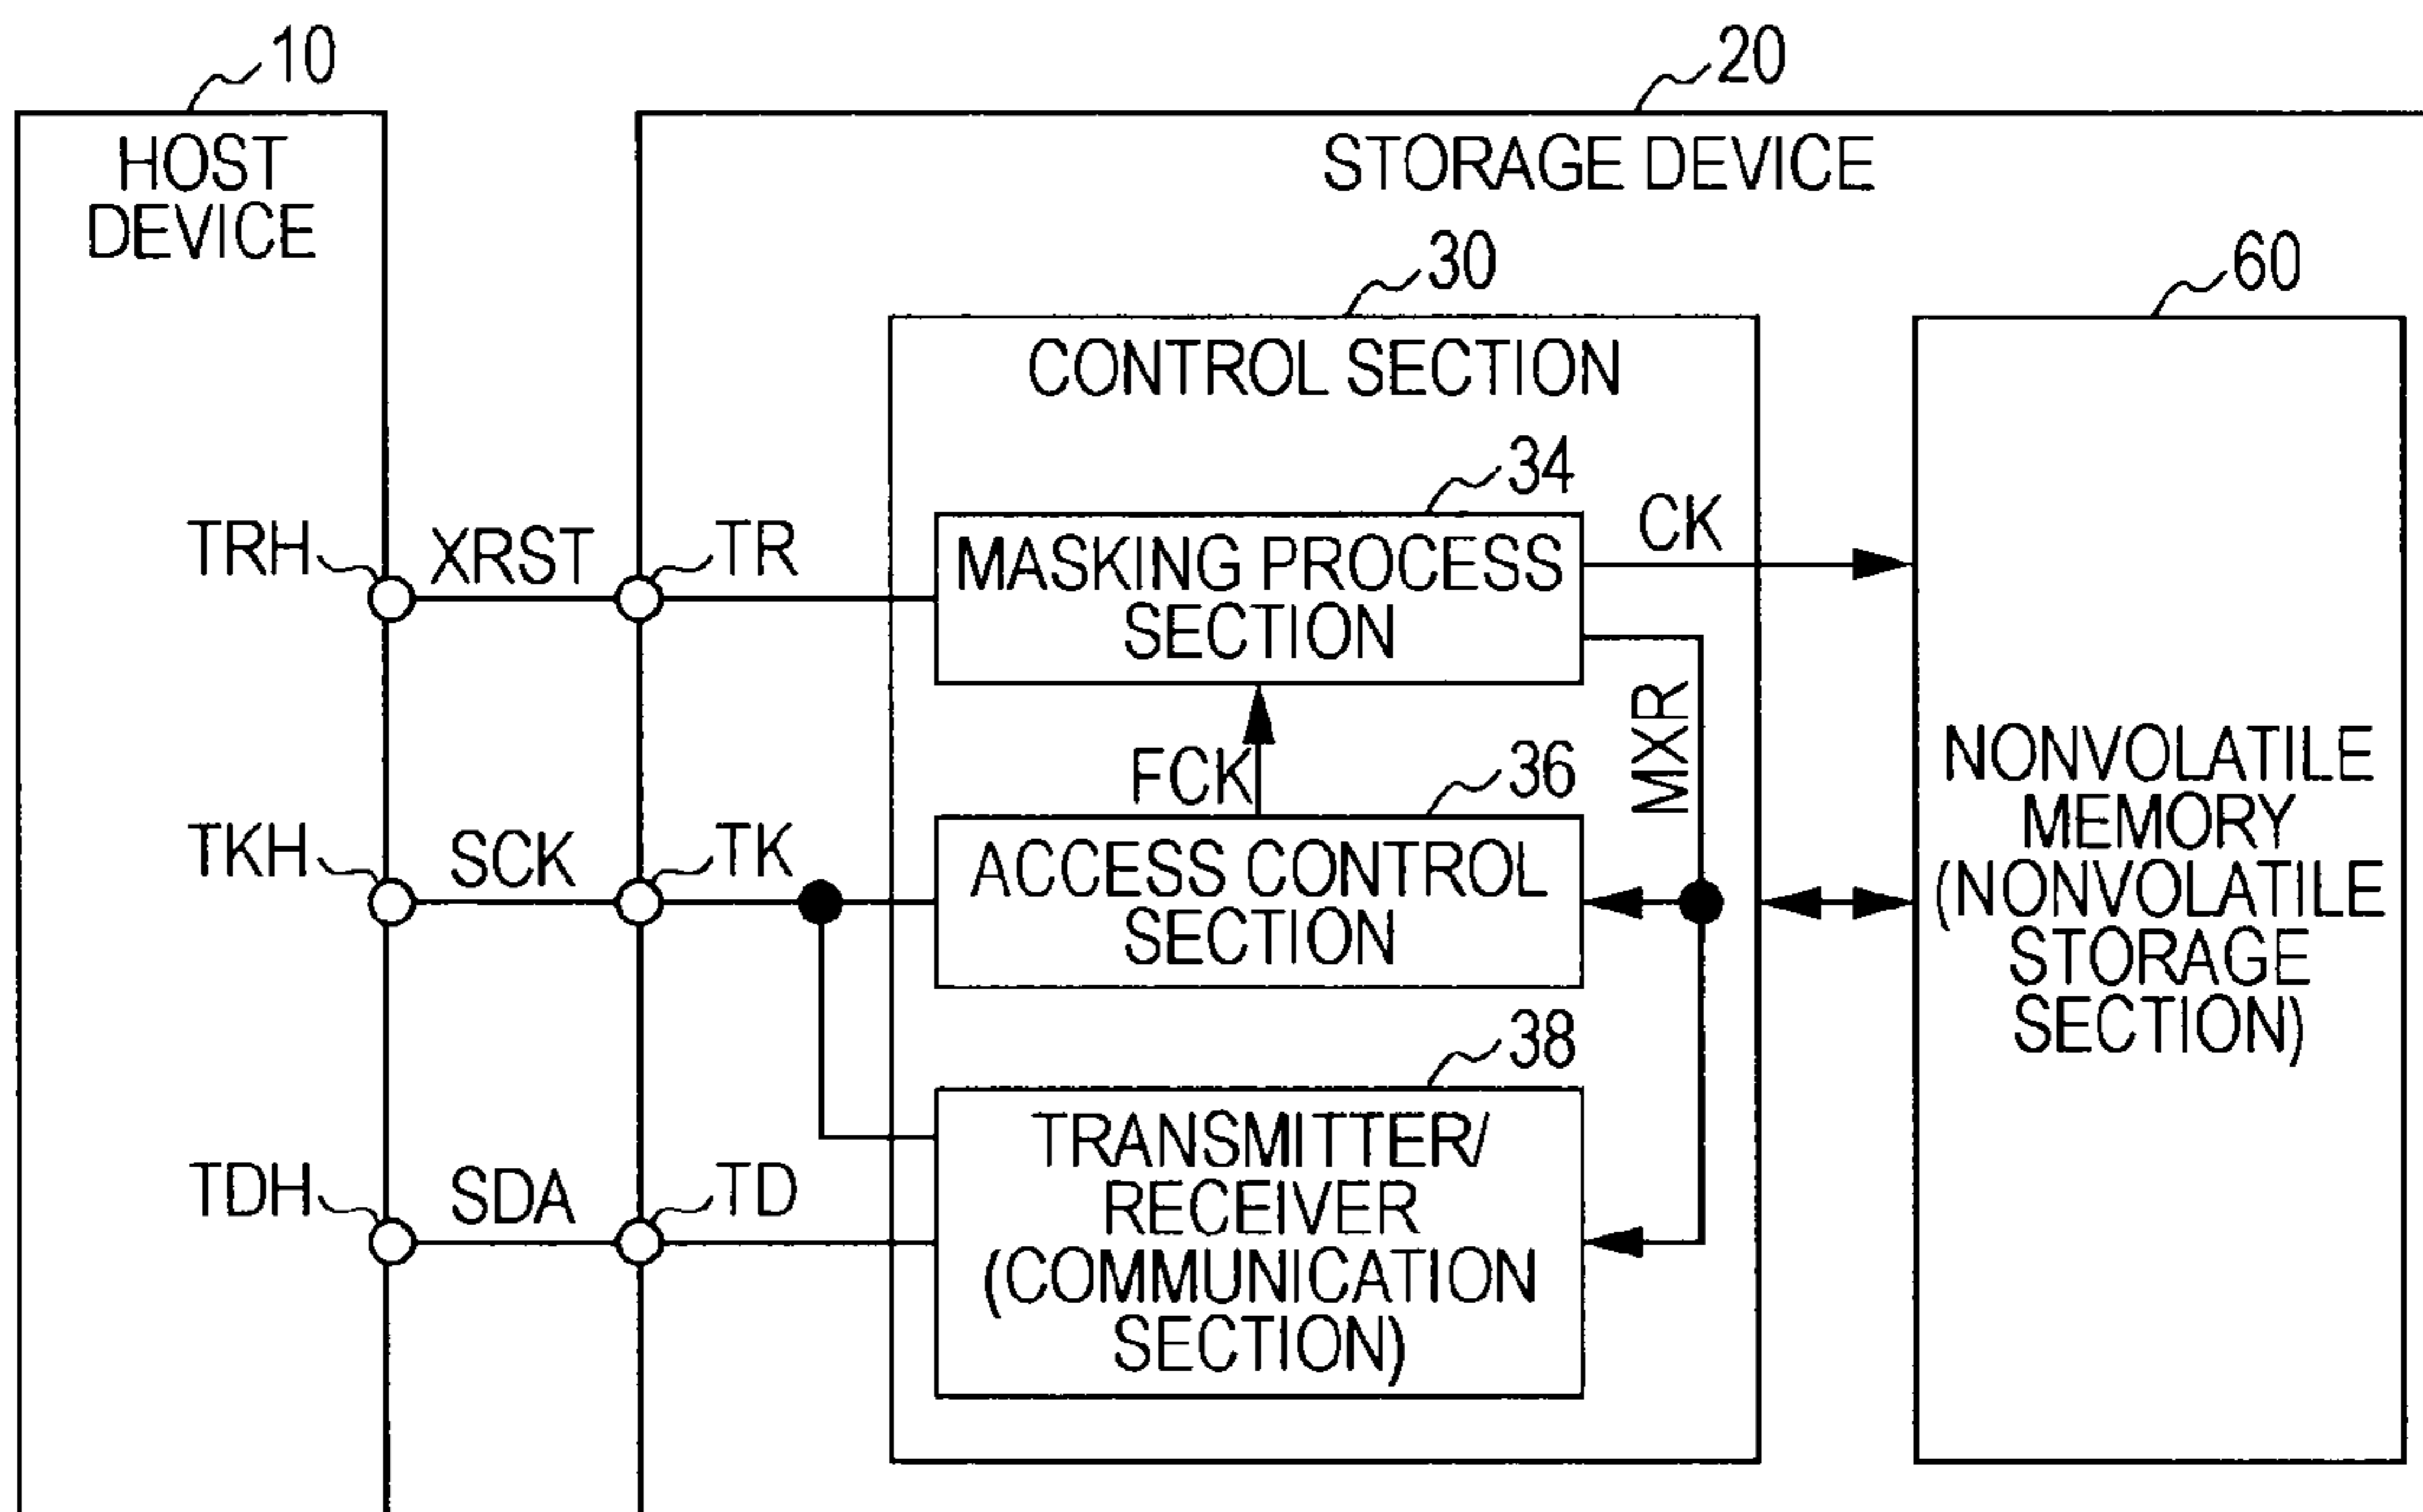 10
20
HOST
DEVICE
STORAGE DEVICE
30
60
CONTROL SECTION
34
CK
TRH
XRST
TR
MASKING PROCESS
SECTION
MXR
FCK
36
TKH
SCK
TK
ACCESS CONTROL
SECTION
NONVOLATILE
MEMORY
(NONVOLATILE
STORAGE
SECTION)
38
TDH
SDA
TD
TRANSMITTER/
RECEIVER
(COMMUNICATION
SECTION)